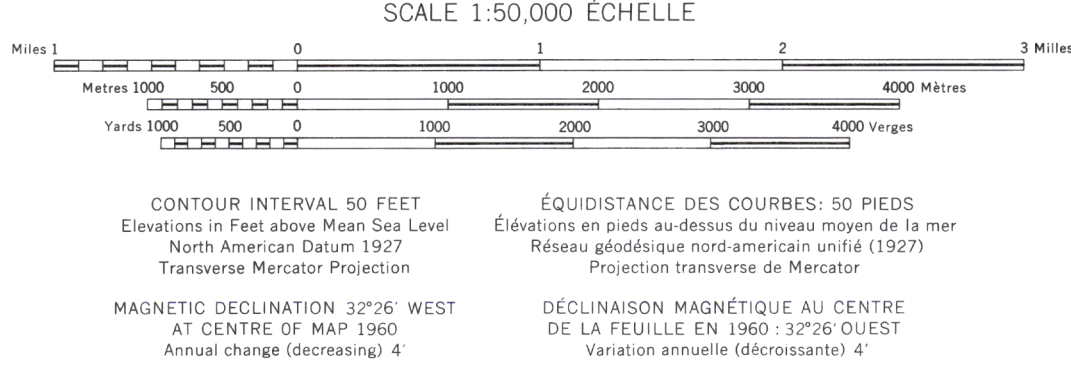 SCALE 1:50,000 ÉCHELLE
Miles 1 0 1 2 3 Milles
Metres 1000 500 0 1000 2000 3000 4000 Mètres
Yards 1000 500 0 1000 2000 3000 4000 Verges
CONTOUR INTERVAL 50 FEET
Elevations in Feet above Mean Sea Level
North American Datum 1927
Transverse Mercator Projection
ÉQUIDISTANCE DES COURBES: 50 PIEDS
Élévations en pieds au-dessus du niveau moyen de la mer
Réseau géodésique nord-americain unifié (1927)
Projection transverse de Mercator
MAGNETIC DECLINATION 32°26′ WEST
AT CENTRE OF MAP 1960
Annual change (decreasing) 4′
DÉCLINAISON MAGNÉTIQUE AU CENTRE
DE LA FEUILLE EN 1960 : 32°26′ OUEST
Variation annuelle (décroissante) 4′